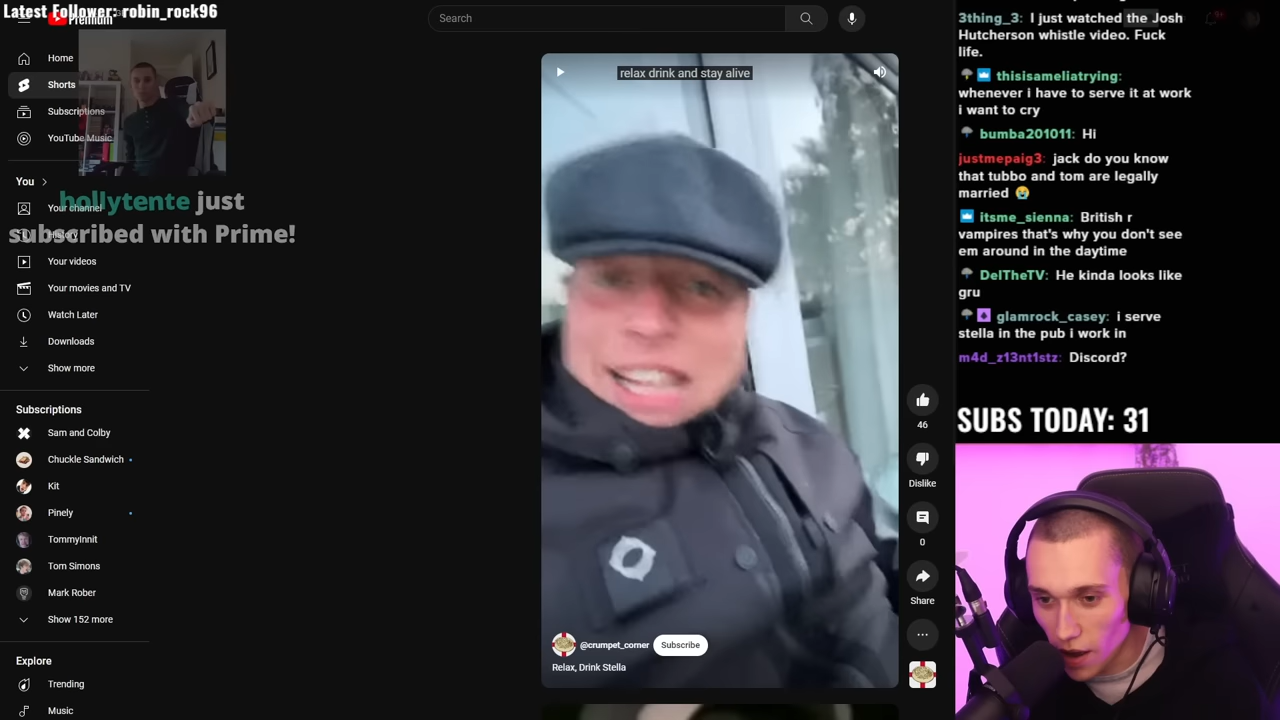 Latest Follower: robin_rock96
Premium
Search
Home
Shorts
Subscriptions
YouTube Music
You
Your channel
History
hollytente just
subscribed with Prime!
Your videos
Your movies and TV
Watch Later
Downloads
Show more
Subscriptions
Sam and Colby
Chuckle Sandwich
Kit
Pinely
TommyInnit
Tom Simons
Mark Rober
Show 152 more
Explore
Trending
Music
relax drink and stay alive
46
Dislike
0
Share
@crumpet_corner
Subscribe
Relax, Drink Stella
3thing_3: I just watched the Josh
Hutcherson whistle video. Fuck
life.
thisisameliatrying:
whenever i have to serve it at work
i want to cry
bumba201011: Hi
justmepaig3: jack do you know
that tubbo and tom are legally
married 😭
itsme_sienna: British r
vampires that's why you don't see
em around in the daytime
DelTheTV: He kinda looks like
gru
glamrock_casey: i serve
stella in the pub i work in
m4d_z13nt1stz: Discord?
SUBS TODAY: 31